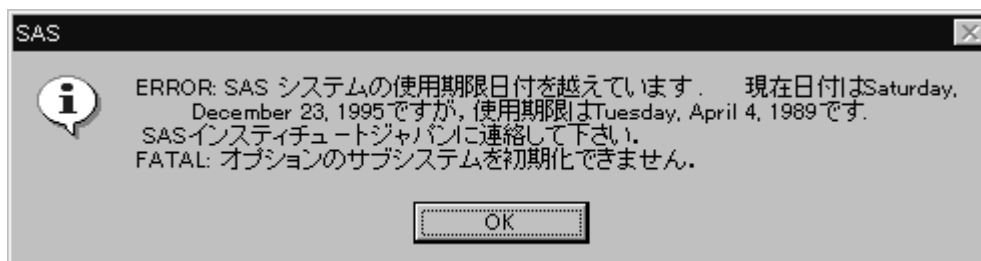 SAS
ERROR: SAS システムの使用期限日付を越えています.　現在日付はSaturday,
December 23, 1995ですが, 使用期限はTuesday, April 4, 1989です.
SASインスティチュートジャパンに連絡して下さい.
FATAL: オプションのサブシステムを初期化できません.
OK